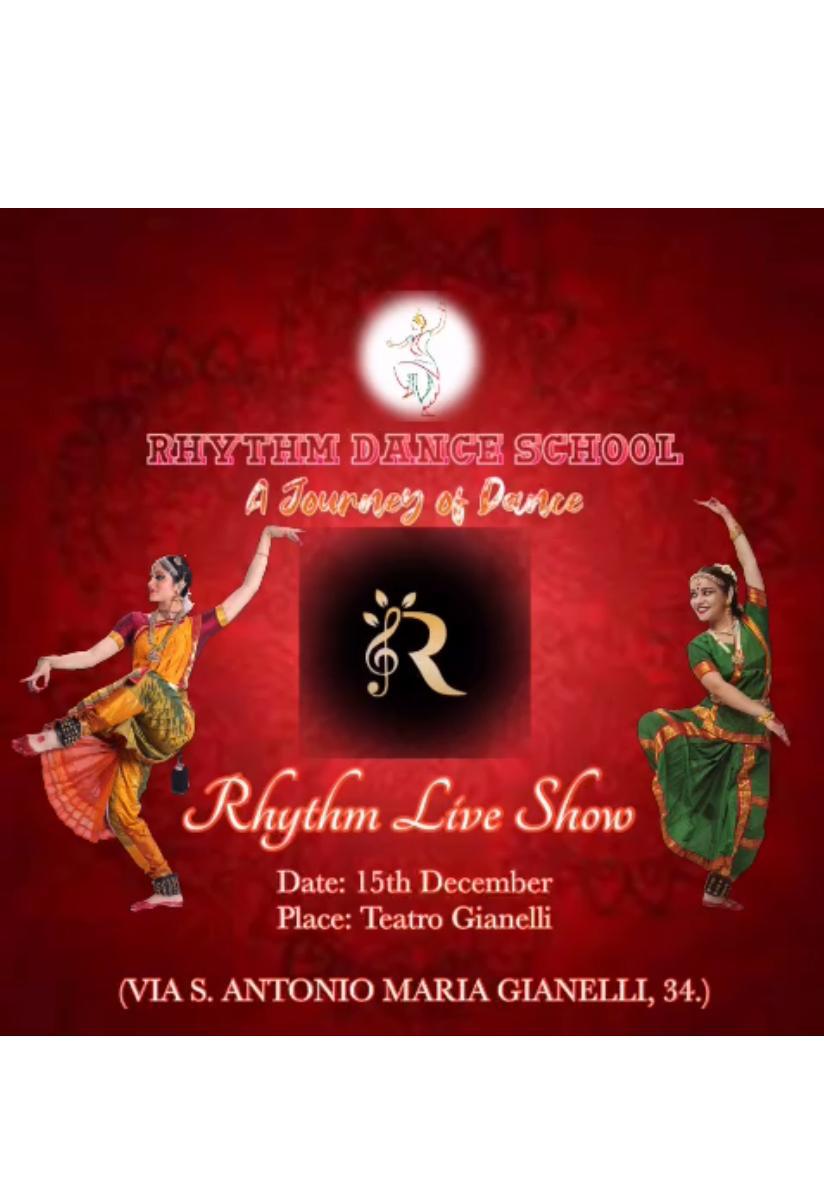 RHYTHM DANCE SCHOOL
A Journey of Dance
R
Rhythm Live Show
Date: 15th December
Place: Teatro Gianelli
(VIA S. ANTONIO MARIA GIANELLI, 34.)